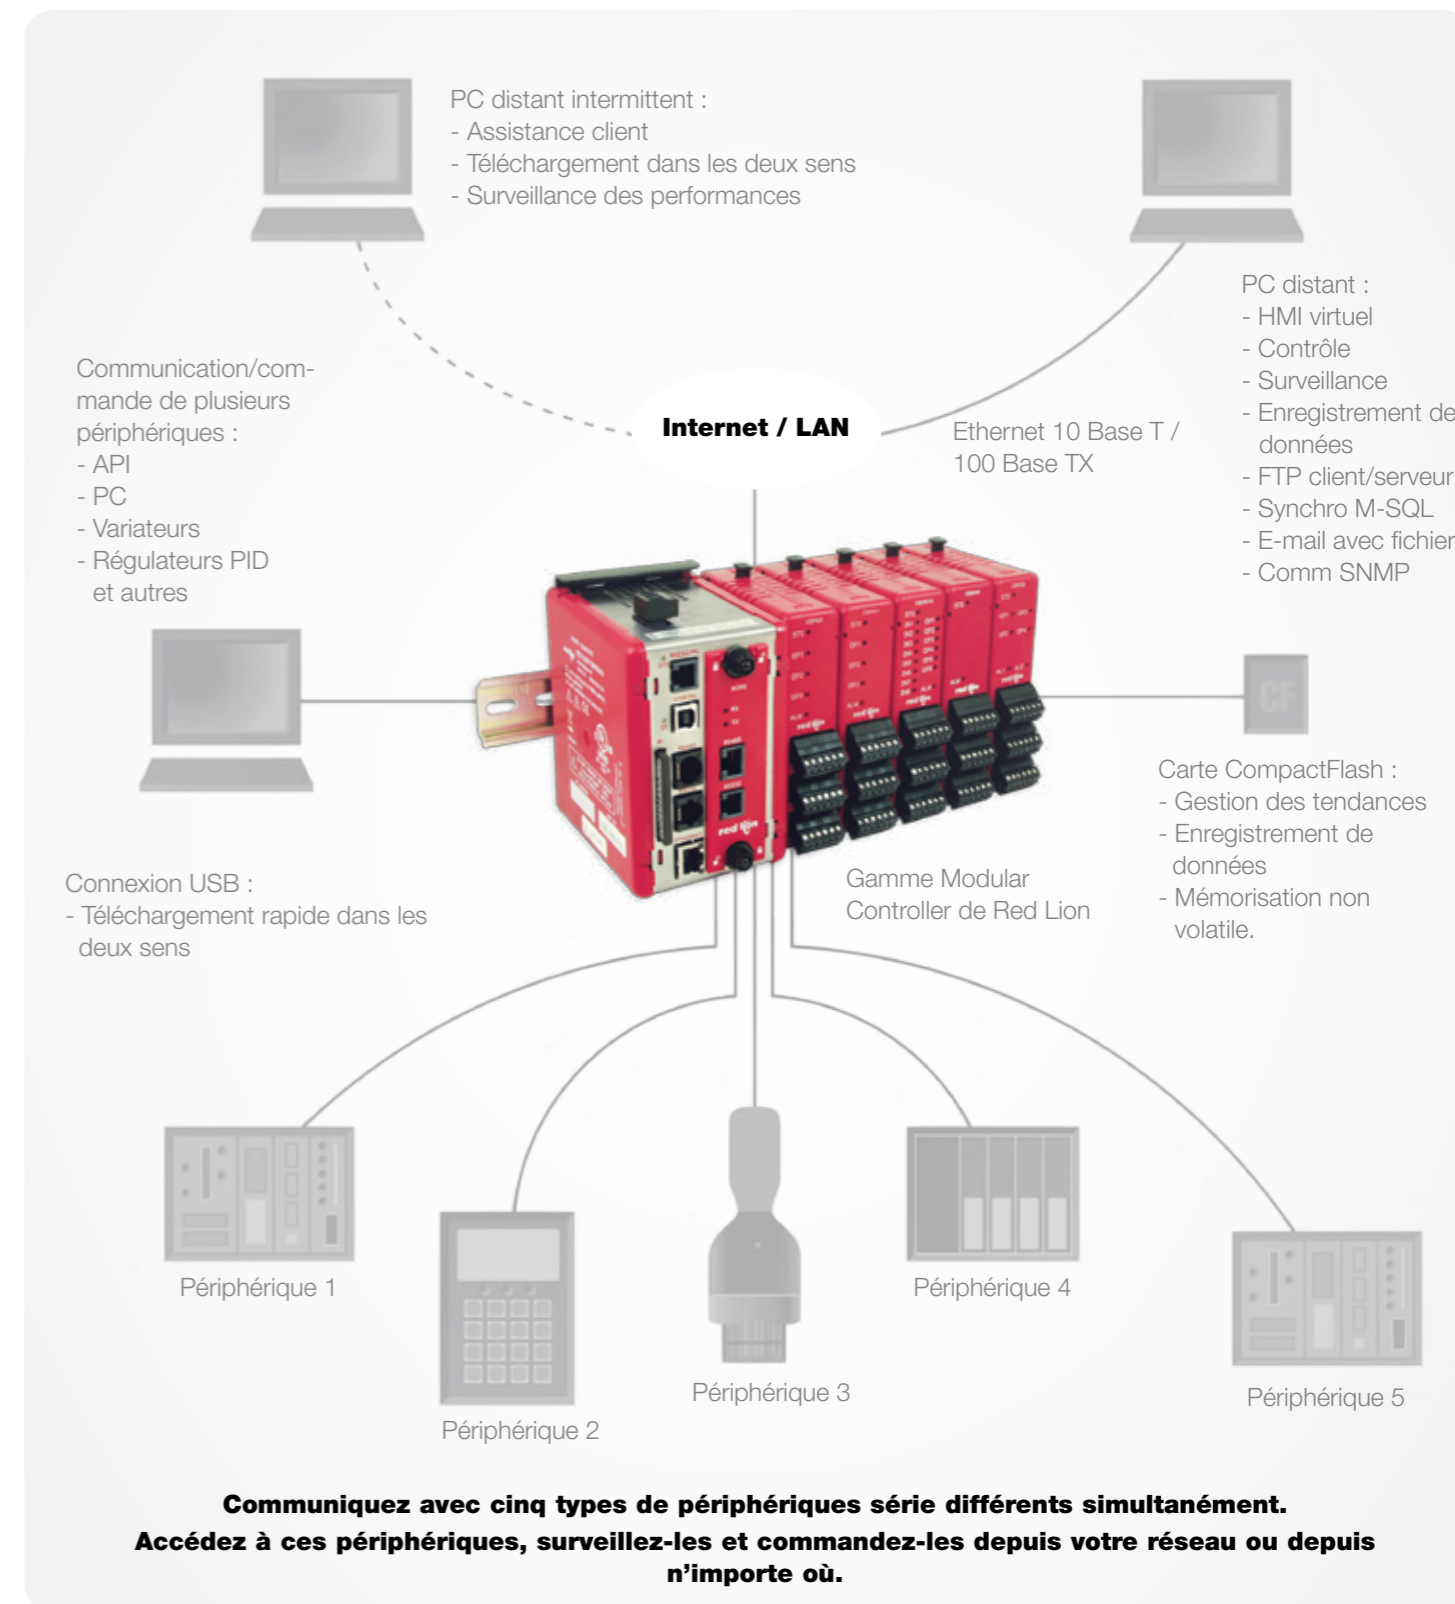 PC distant intermittent :
- Assistance client
- Téléchargement dans les deux sens
- Surveillance des performances
PC distant :
- HMI virtuel
- Contrôle
- Surveillance
- Enregistrement de
données
- FTP client/serveur
- Synchro M-SQL
- E-mail avec fichier
- Comm SNMP
Communication/com-
mande de plusieurs
périphériques :
- API
- PC
- Variateurs
- Régulateurs PID
et autres
Internet / LAN
Ethernet 10 Base T /
100 Base TX
CF
red lion
Carte CompactFlash :
- Gestion des tendances
- Enregistrement de
données
- Mémorisation non
volatile.
Connexion USB :
- Téléchargement rapide dans les
deux sens
Gamme Modular
Controller de Red Lion
Périphérique 1
Périphérique 2
Périphérique 3
Périphérique 4
Périphérique 5
Communiquez avec cinq types de périphériques série différents simultanément.
Accédez à ces périphériques, surveillez-les et commandez-les depuis votre réseau ou depuis
n’importe où.